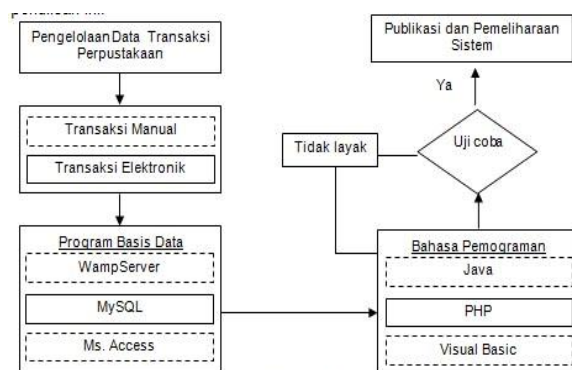 Pengelolaan Data Transaksi
Perpustakaan
Transaksi Manual
Transaksi Elektronik
Program Basis Data
WampServer
MySQL
Ms. Access
Publikasi dan Pemeliharaan
Sistem
Ya
Uji coba
Tidak layak
Bahasa Pemograman
Java
PHP
Visual Basic